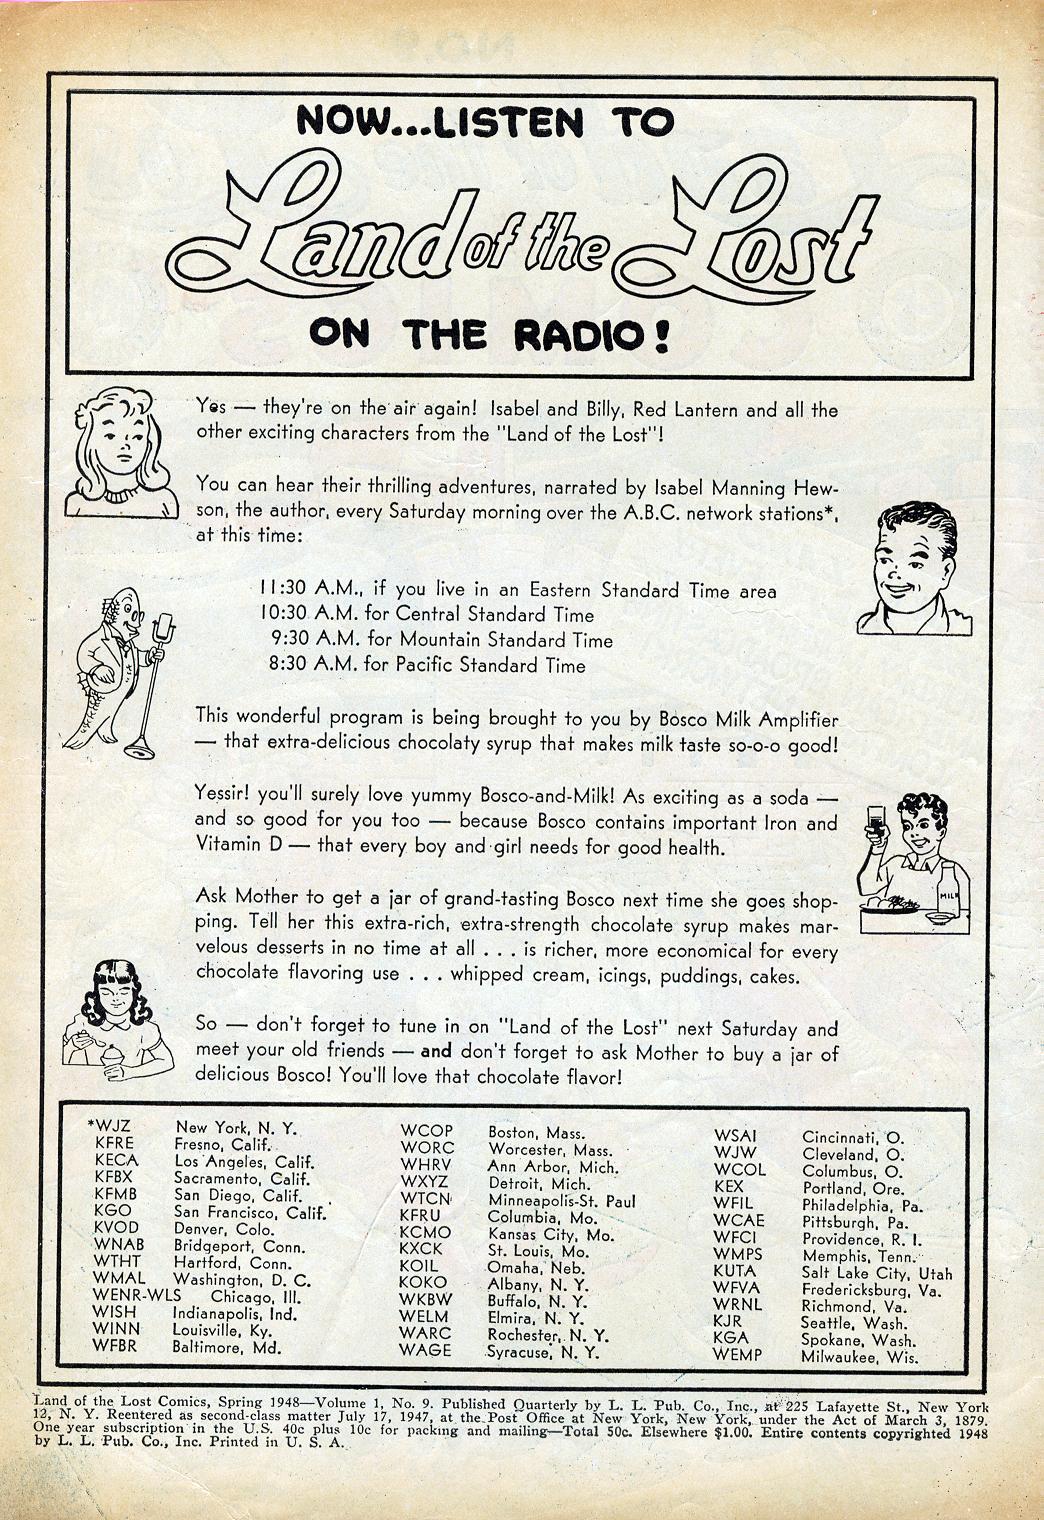 NOW...LISTEN TO
Land of the Lost
ON THE RADIO!
Yes — they're on the air again! Isabel and Billy, Red Lantern and all the
other exciting characters from the "Land of the Lost"!
You can hear their thrilling adventures, narrated by Isabel Manning Hew-
son, the author, every Saturday morning over the A.B.C. network stations*,
at this time:
11:30 A.M., if you live in an Eastern Standard Time area
10:30 A.M. for Central Standard Time
9:30 A.M. for Mountain Standard Time
8:30 A.M. for Pacific Standard Time
This wonderful program is being brought to you by Bosco Milk Amplifier
— that extra-delicious chocolaty syrup that makes milk taste so-o-o good!
Yessir! you'll surely love yummy Bosco-and-Milk! As exciting as a soda —
and so good for you too — because Bosco contains important Iron and
Vitamin D — that every boy and girl needs for good health.
MILK
Ask Mother to get a jar of grand-tasting Bosco next time she goes shop-
ping. Tell her this extra-rich, extra-strength chocolate syrup makes mar-
velous desserts in no time at all . . . is richer, more economical for every
chocolate flavoring use . . . whipped cream, icings, puddings, cakes.
So — don't forget to tune in on "Land of the Lost" next Saturday and
meet your old friends — and don't forget to ask Mother to buy a jar of
delicious Bosco! You'll love that chocolate flavor!
*WJZ New York, N. Y.
KFRE Fresno, Calif.
KECA Los Angeles, Calif.
KFBX Sacramento, Calif.
KFMB San Diego, Calif.
KGO San Francisco, Calif.
KVOD Denver, Colo.
WNAB Bridgeport, Conn.
WTHT Hartford, Conn.
WMAL Washington, D. C.
WENR-WLS Chicago, Ill.
WISH Indianapolis, Ind.
WINN Louisville, Ky.
WFBR Baltimore, Md.
WCOP Boston, Mass.
WORC Worcester, Mass.
WHRV Ann Arbor, Mich.
WXYZ Detroit, Mich.
WTCN Minneapolis-St. Paul
KFRU Columbia, Mo.
KCMO Kansas City, Mo.
KXCK St. Louis, Mo.
KOIL Omaha, Neb.
KOKO Albany, N. Y.
WKBW Buffalo, N. Y.
WELM Elmira, N. Y.
WARC Rochester, N. Y.
WAGE Syracuse, N. Y.
WSAI Cincinnati, O.
WJW Cleveland, O.
WCOL Columbus, O.
KEX Portland, Ore.
WFIL Philadelphia, Pa.
WCAE Pittsburgh, Pa.
WFCI Providence, R. I.
WMPS Memphis, Tenn.
KUTA Salt Lake City, Utah
WFVA Fredericksburg, Va.
WRNL Richmond, Va.
KJR Seattle, Wash.
KGA Spokane, Wash.
WEMP Milwaukee, Wis.
Land of the Lost Comics, Spring 1948—Volume 1, No. 9. Published Quarterly by L. L. Pub. Co., Inc., at 225 Lafayette St., New York
12, N. Y. Reentered as second-class matter July 17, 1947, at the Post Office at New York, New York, under the Act of March 3, 1879.
One year subscription in the U.S. 40c plus 10c for packing and mailing—Total 50c. Elsewhere $1.00. Entire contents copyrighted 1948
by L. L. Pub. Co., Inc. Printed in U. S. A.